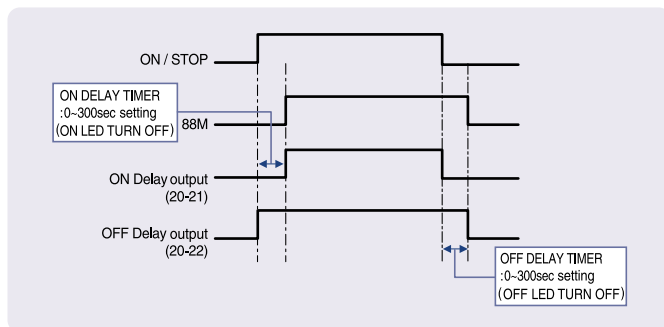 ON / STOP
ON DELAY TIMER
:0~300sec setting
(ON LED TURN OFF)
88M
ON Delay output
(20-21)
OFF Delay output
(20-22)
OFF DELAY TIMER
:0~300sec setting
(OFF LED TURN OFF)